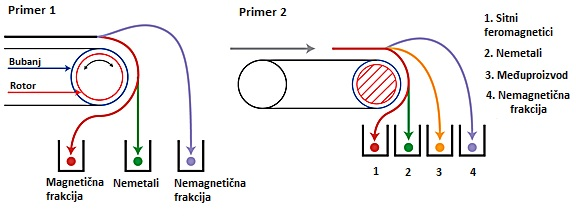 Primer 1
Bubanj
Rotor
Magnetična
frakcija
Nemetali
Nemagnetična
frakcija
Primer 2
1
2
3
4
1. Sitni
feromagnetici
2. Nemetali
3. Međuproizvod
4. Nemagnetična
frakcija